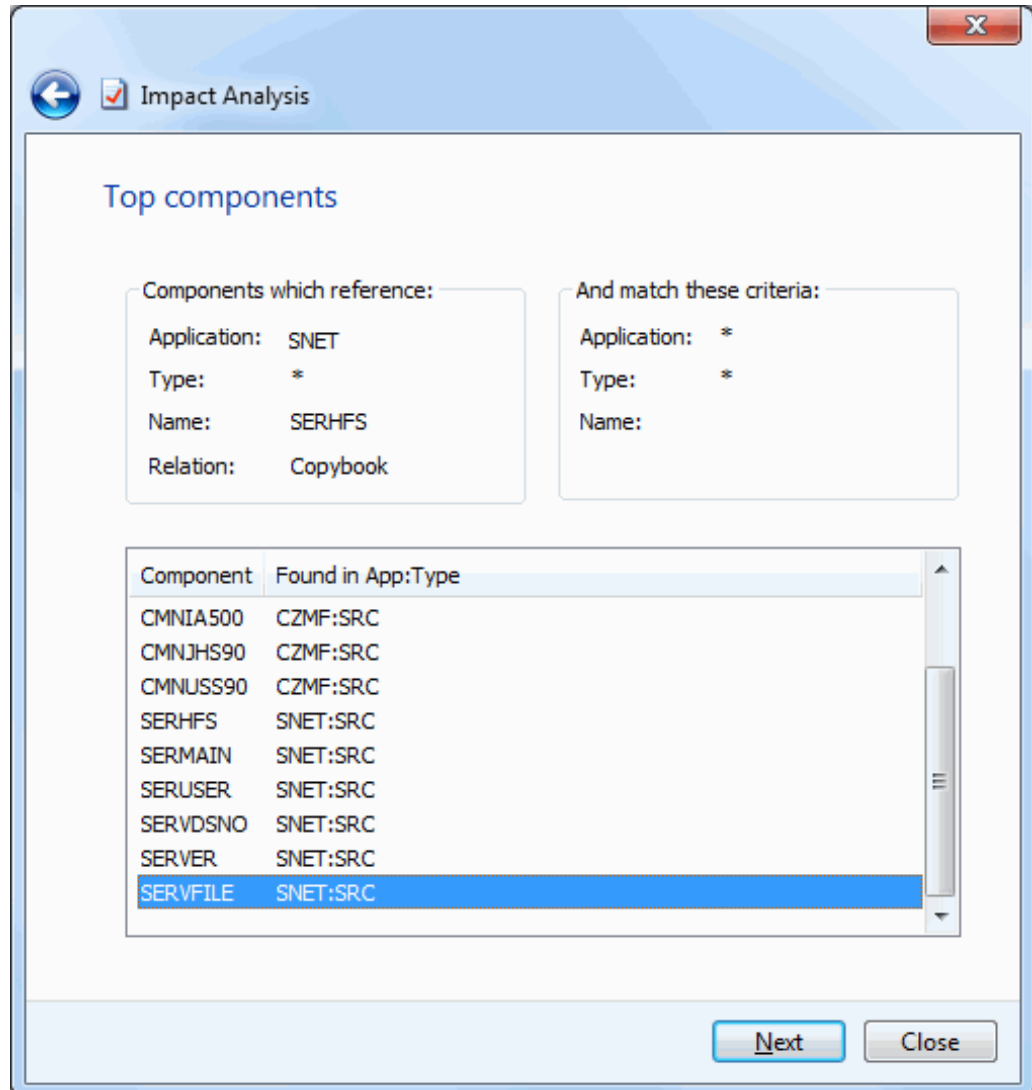 Impact Analysis
Top components
Components which reference:
Application: SNET
Type: *
Name: SERHFS
Relation: Copybook
And match these criteria:
Application: *
Type: *
Name:
Component Found in App:Type
CMNIA500 CZMF:SRC
CMNJHS90 CZMF:SRC
CMNUSS90 CZMF:SRC
SERHFS SNET:SRC
SERMAIN SNET:SRC
SERUSER SNET:SRC
SERVDSNO SNET:SRC
SERVER SNET:SRC
SERVFILE SNET:SRC
Next Close